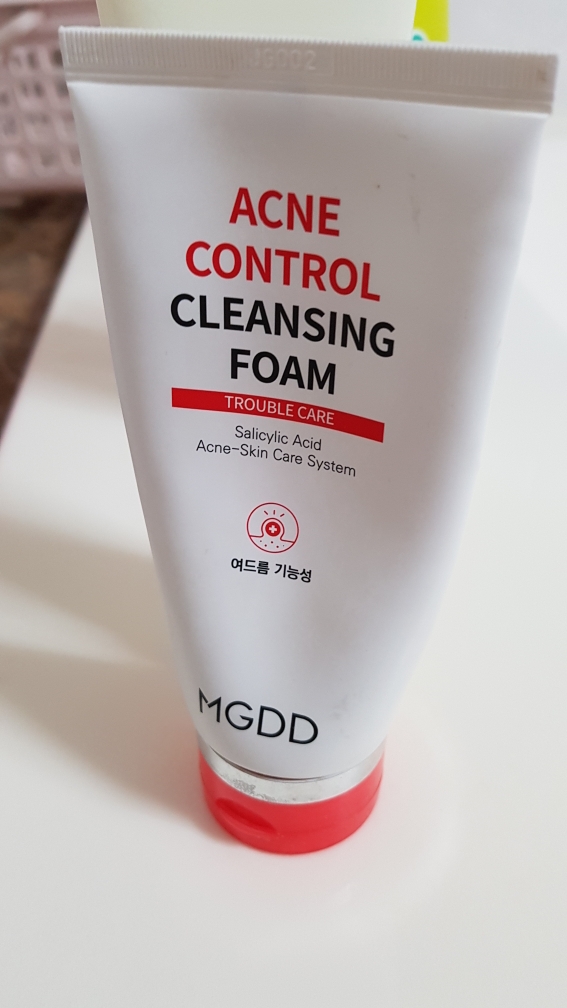 ACNE
CONTROL
CLEANSING
FOAM
TROUBLE CARE
Salicylic Acid
Acne-Skin Care System
여드름 기능성
MGDD